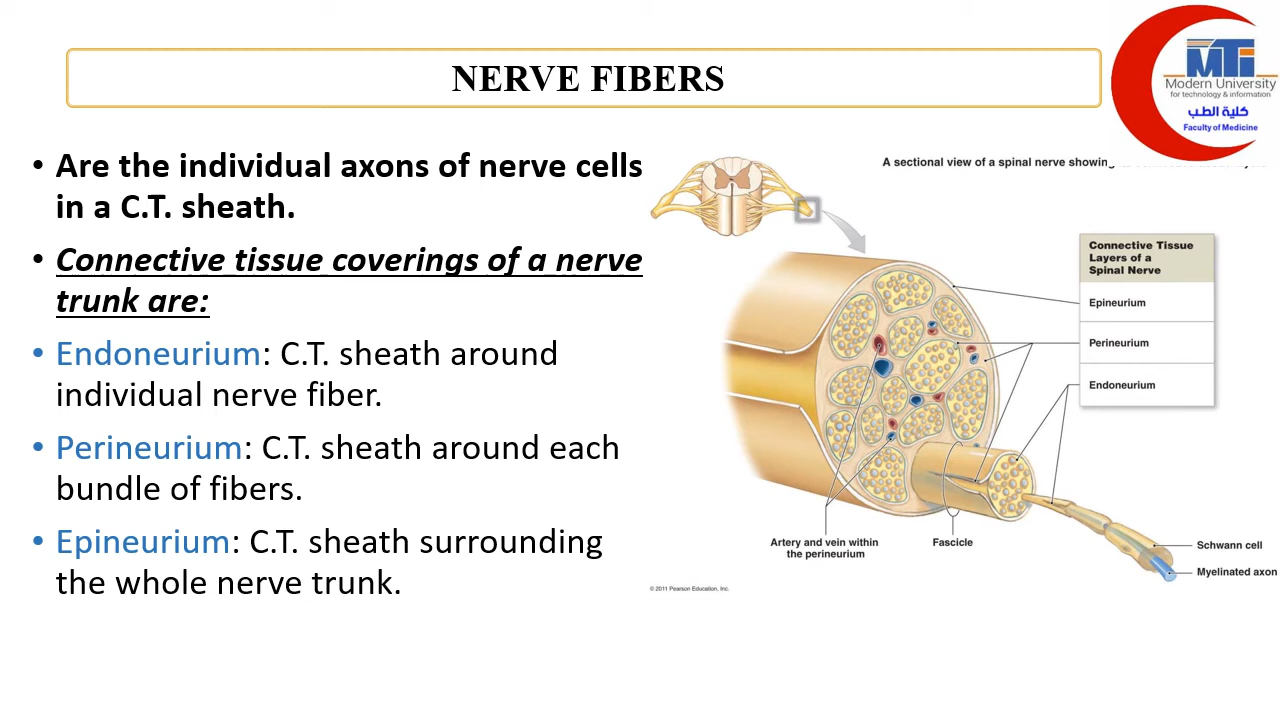 NERVE FIBERS
MTi
Modern University
for technology & information
كلية الطب
Faculty of Medicine
• Are the individual axons of nerve cells
in a C.T. sheath.
• Connective tissue coverings of a nerve
trunk are:
• Endoneurium: C.T. sheath around
individual nerve fiber.
• Perineurium: C.T. sheath around each
bundle of fibers.
• Epineurium: C.T. sheath surrounding
the whole nerve trunk.
A sectional view of a spinal nerve showing
Connective Tissue
Layers of a
Spinal Nerve
Epineurium
Perineurium
Endoneurium
Artery and vein within
the perineurium
Fascicle
Schwann cell
Myelinated axon
© 2011 Pearson Education, Inc.